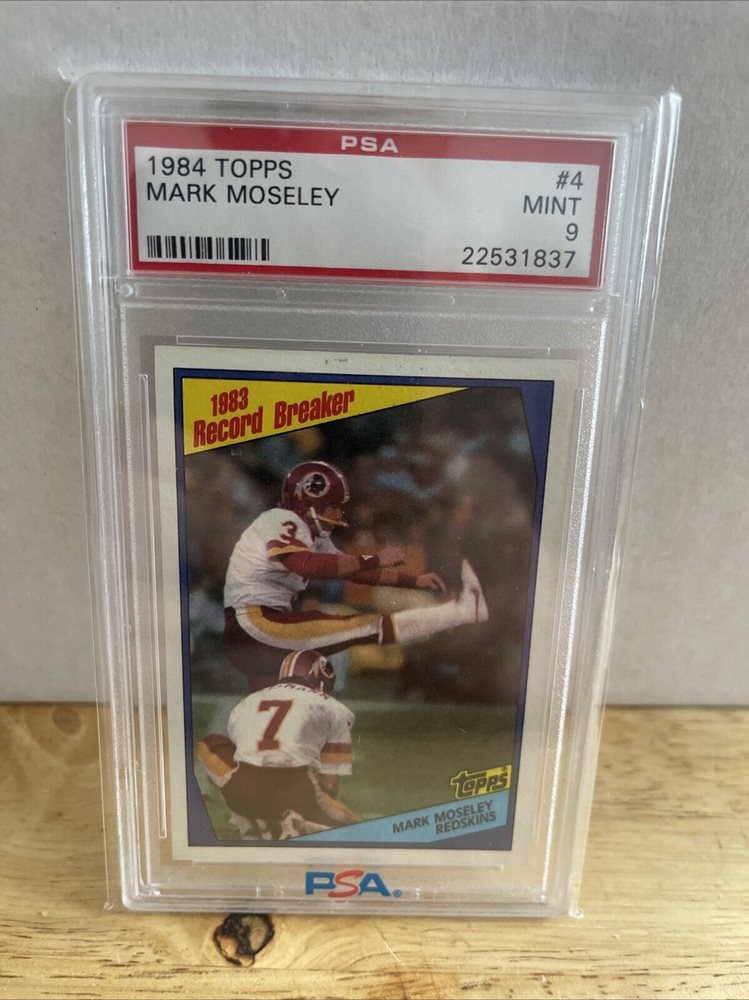 PSA
1984 TOPPS
MARK MOSELEY
#4
MINT
9
22531837
1983
Record Breaker
3
7
topps®
MARK MOSELEY
REDSKINS
PSA®